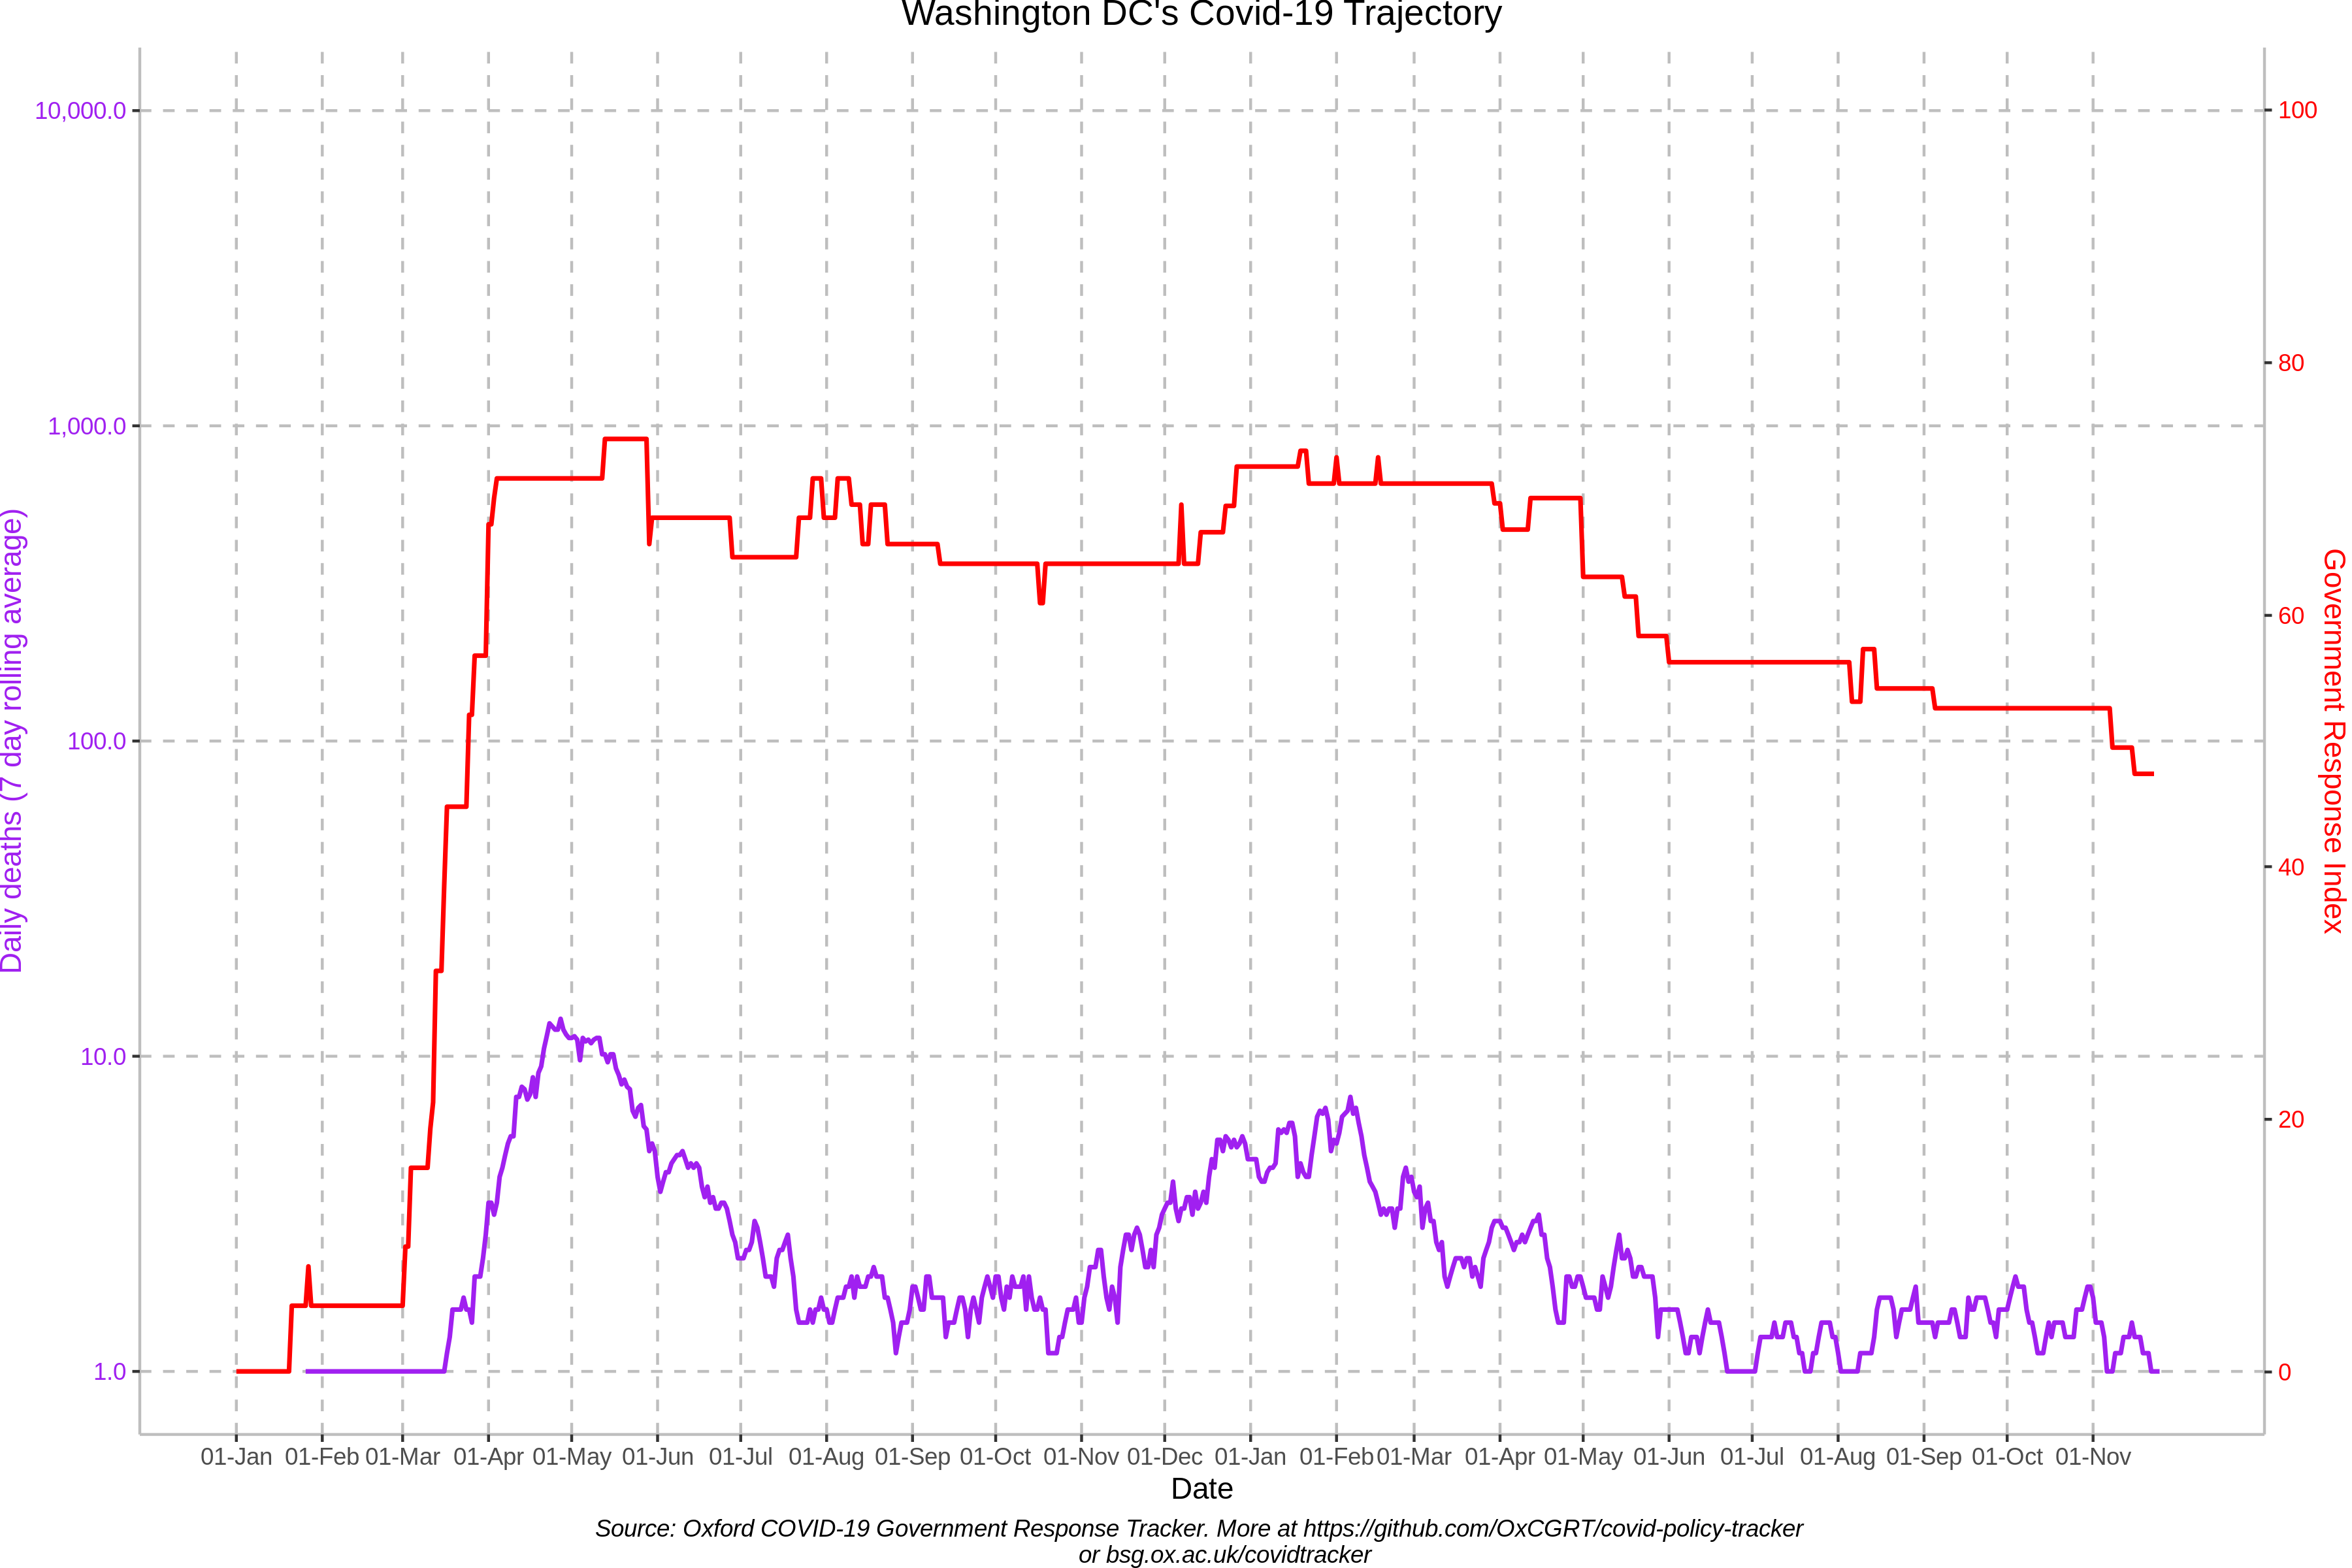 Washington DC's Covid-19 Trajectory
10,000.0
1,000.0
100.0
10.0
1.0
Daily deaths (7 day rolling average)
100
80
60
40
20
0
Government Response Index
01-Jan 01-Feb 01-Mar 01-Apr 01-May 01-Jun 01-Jul 01-Aug 01-Sep 01-Oct 01-Nov 01-Dec 01-Jan 01-Feb 01-Mar 01-Apr 01-May 01-Jun 01-Jul 01-Aug 01-Sep 01-Oct 01-Nov
Date
Source: Oxford COVID-19 Government Response Tracker. More at https://github.com/OxCGRT/covid-policy-tracker
or bsg.ox.ac.uk/covidtracker